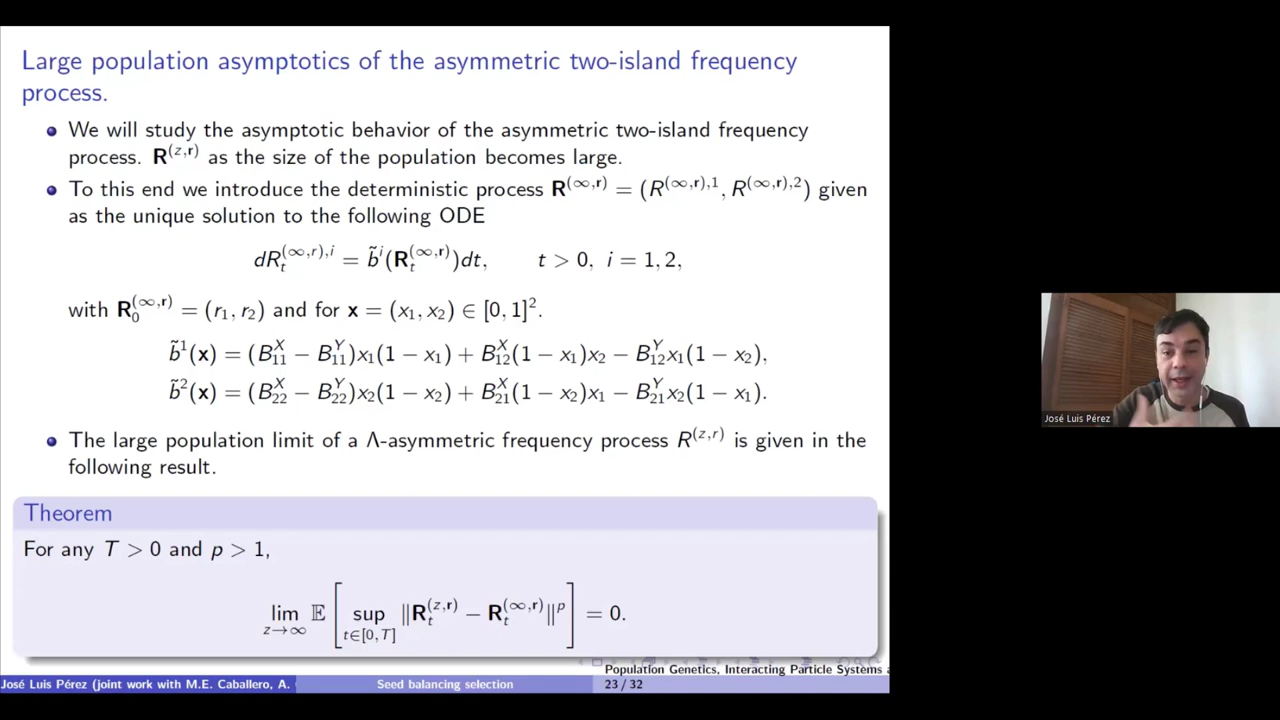 Large population asymptotics of the asymmetric two-island frequency
process.
We will study the asymptotic behavior of the asymmetric two-island frequency
process. R^{(z,r)} as the size of the population becomes large.
To this end we introduce the deterministic process R^{(∞,r)} = (R^{(∞,r),1}, R^{(∞,r),2}) given
as the unique solution to the following ODE
dR_t^{(∞,r),i} = b̃^i(R_t^{(∞,r)})dt, t > 0, i = 1, 2,
with R_0^{(∞,r)} = (r_1, r_2) and for x = (x_1, x_2) ∈ [0, 1]^2.
b̃^1(x) = (B_{11}^X − B_{11}^Y)x_1(1 − x_1) + B_{12}^X(1 − x_1)x_2 − B_{12}^Y x_1(1 − x_2),
b̃^2(x) = (B_{22}^X − B_{22}^Y)x_2(1 − x_2) + B_{21}^X(1 − x_2)x_1 − B_{21}^Y x_2(1 − x_1).
The large population limit of a Λ-asymmetric frequency process R^{(z,r)} is given in the
following result.
Theorem
For any T > 0 and p > 1,
lim_{z→∞} 𝔼 [ sup_{t∈[0,T]} ‖R_t^{(z,r)} − R_t^{(∞,r)}‖^p ] = 0.
Population Genetics, Interacting Particle Systems
José Luis Pérez (joint work with M.E. Caballero, A. Seed balancing selection 23 / 32
José Luis Pérez